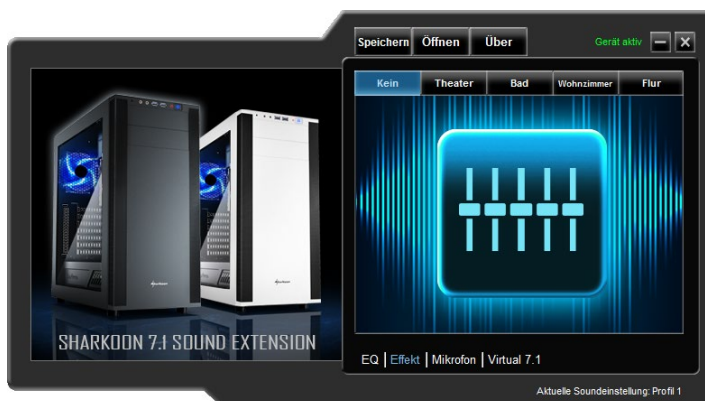 Speichern Öffnen Über Gerät aktiv
Kein Theater Bad Wohnzimmer Flur
SHARKOON 7.1 SOUND EXTENSION
EQ Effekt Mikrofon Virtual 7.1
Aktuelle Soundeinstellung: Profil 1